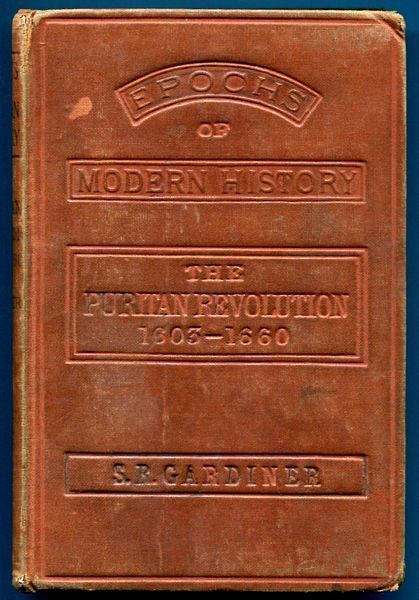 EPOCHS
OF
MODERN HISTORY
THE
PURITAN REVOLUTION
1603–1660
S.R. GARDINER